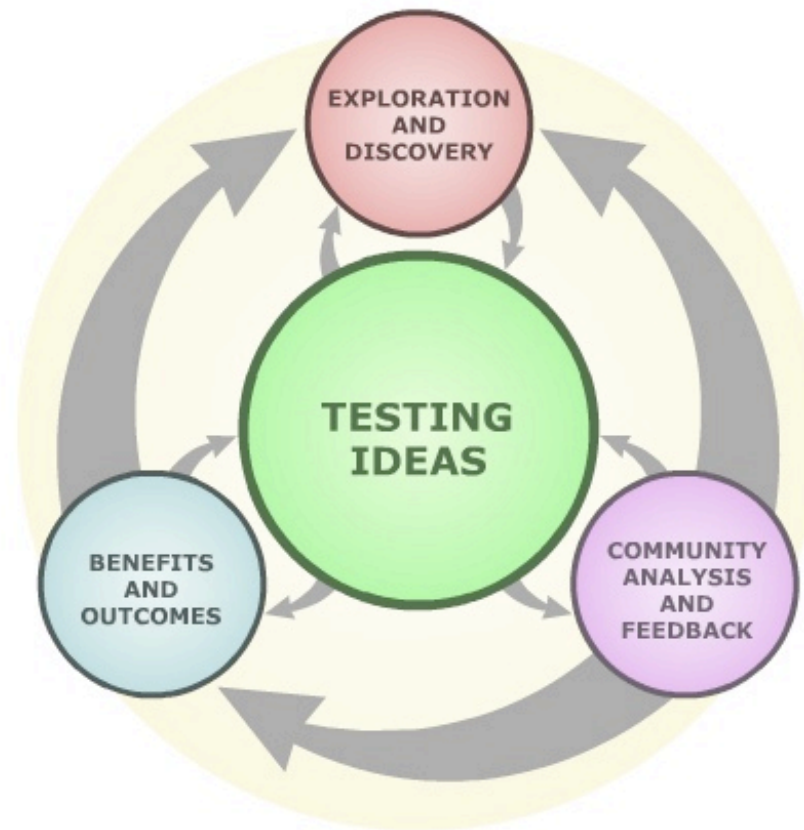 EXPLORATION
AND
DISCOVERY
TESTING
IDEAS
BENEFITS
AND
OUTCOMES
COMMUNITY
ANALYSIS
AND
FEEDBACK